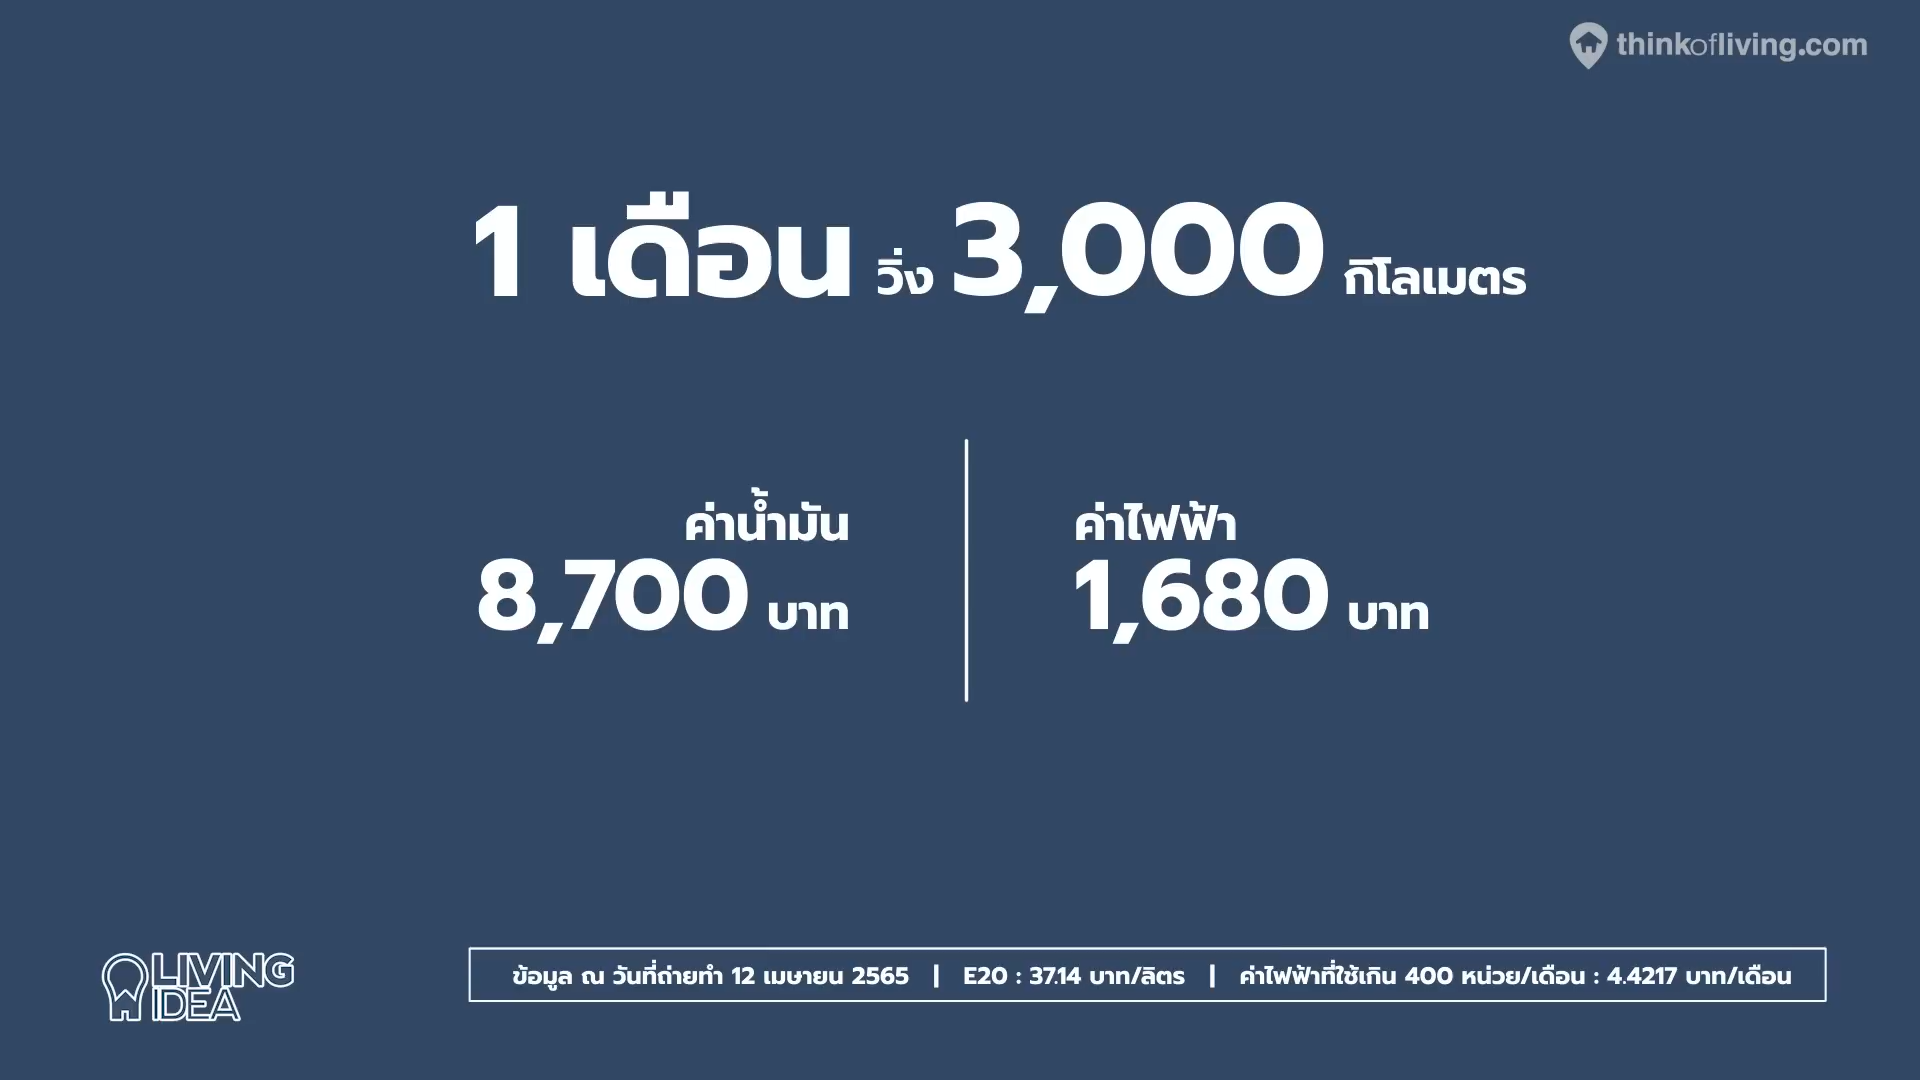 thinkofliving.com
1 เดือน วิ่ง 3,000 กิโลเมตร
ค่าน้ำมัน
8,700 บาท
ค่าไฟฟ้า
1,680 บาท
LIVING
IDEA
ข้อมูล ณ วันที่ถ่ายทำ 12 เมษายน 2565 | E20 : 37.14 บาท/ลิตร | ค่าไฟฟ้าที่ใช้เกิน 400 หน่วย/เดือน : 4.4217 บาท/เดือน